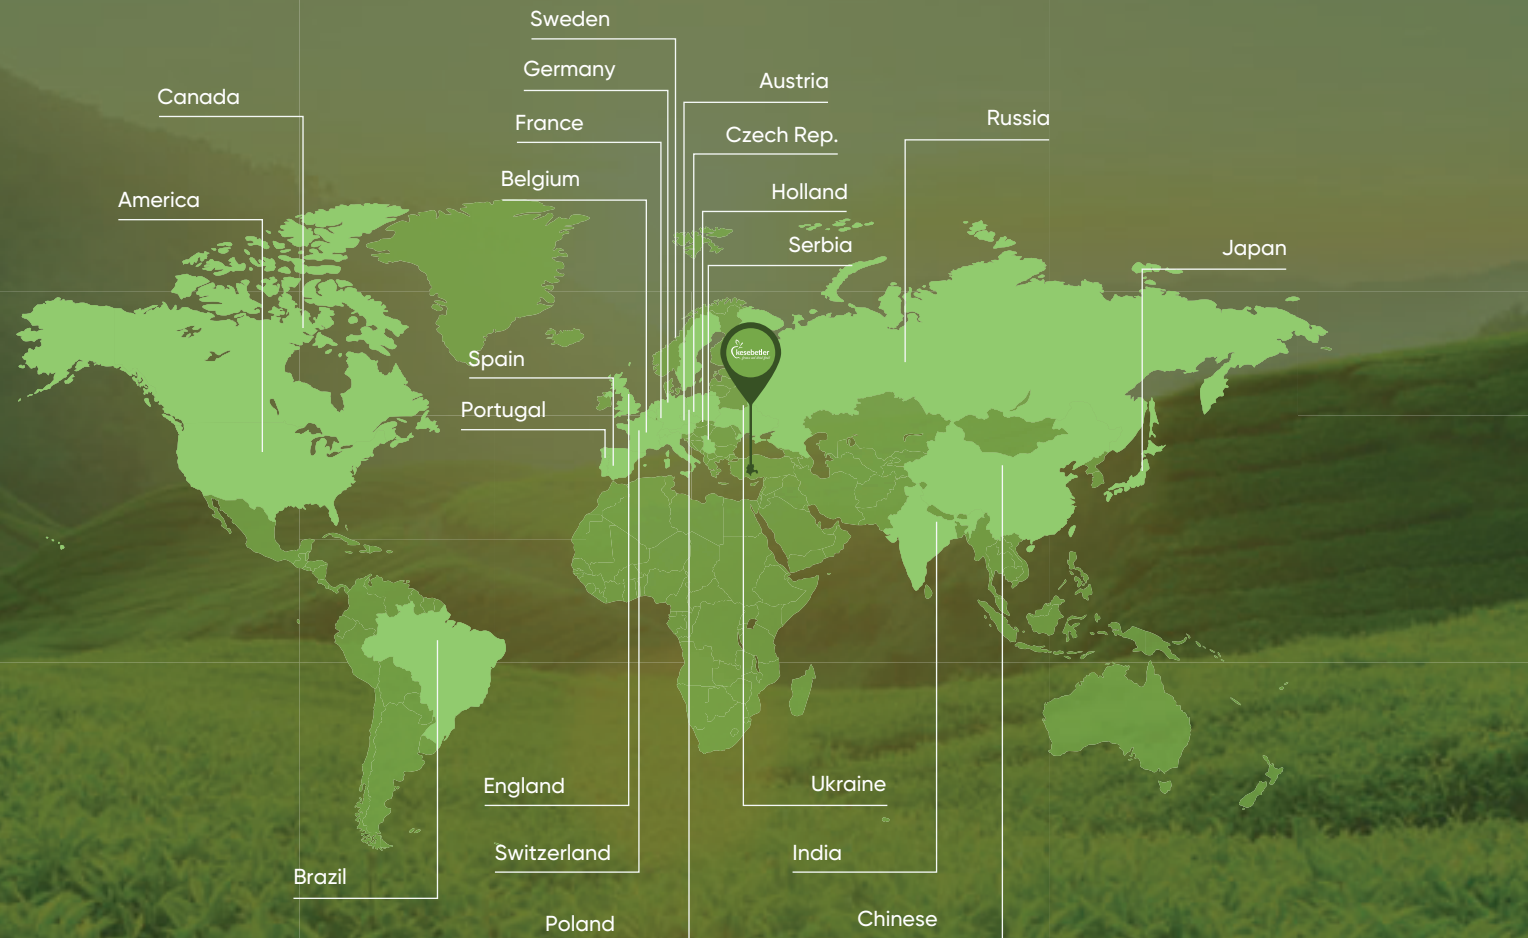 Sweden
Germany
Austria
Canada
Russia
France
Czech Rep.
Belgium
Holland
America
Serbia
Japan
kesebetler
Spain
Portugal
England
Ukraine
Switzerland
India
Brazil
Chinese
Poland